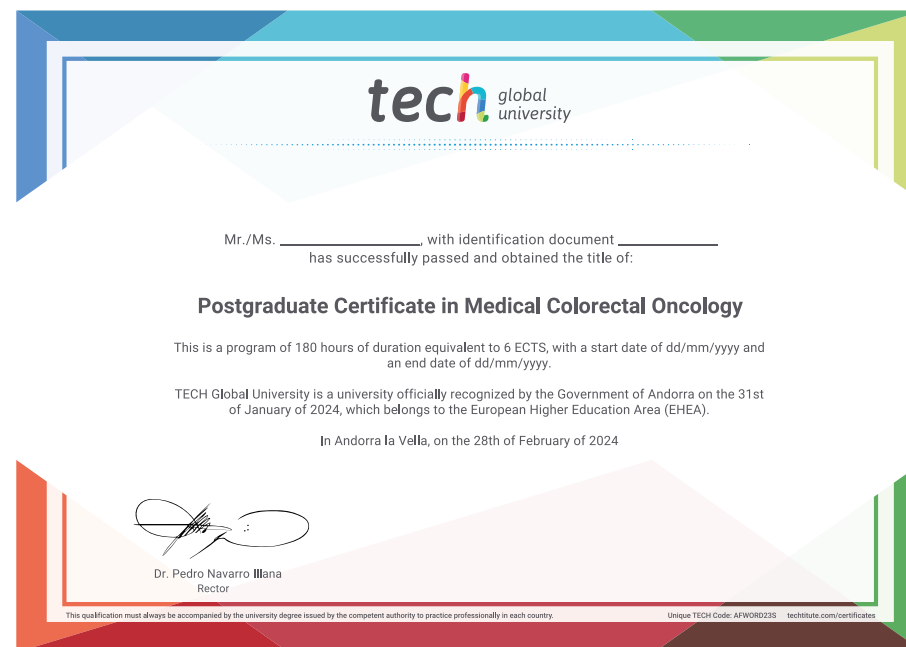 tech global
university
Mr./Ms. ____________, with identification document ____________
has successfully passed and obtained the title of:
Postgraduate Certificate in Medical Colorectal Oncology
This is a program of 180 hours of duration equivalent to 6 ECTS, with a start date of dd/mm/yyyy and
an end date of dd/mm/yyyy.
TECH Global University is a university officially recognized by the Government of Andorra on the 31st
of January of 2024, which belongs to the European Higher Education Area (EHEA).
In Andorra la Vella, on the 28th of February of 2024
Dr. Pedro Navarro Illana
Rector
This qualification must always be accompanied by the university degree issued by the competent authority to practice professionally in each country. Unique TECH Code: AFWORD23S techtitute.com/certificates